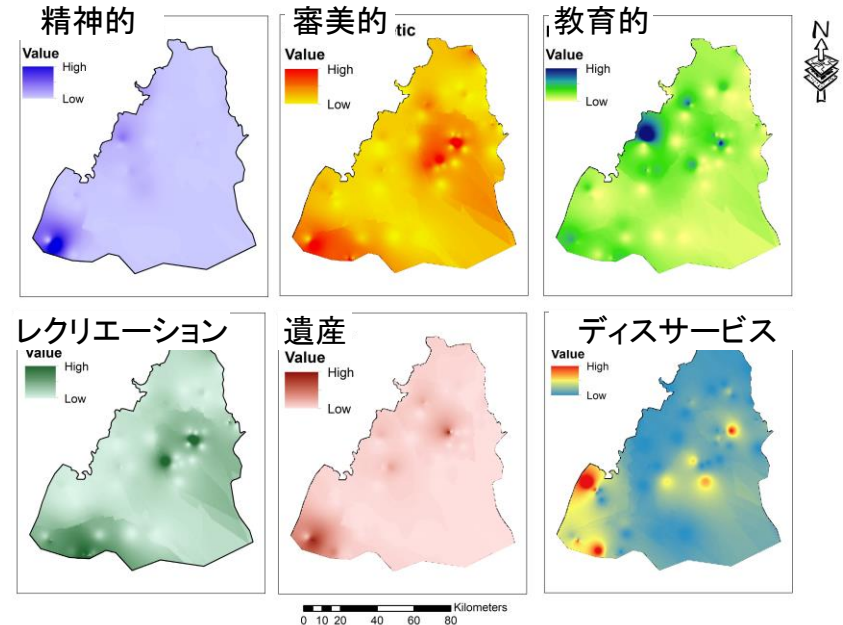 精神的
Value
High
Low
審美的
tic
Value
High
Low
教育的
Value
High
Low
N
レクリエーション
Value
High
Low
遺産
Value
High
Low
ディスサービス
Value
High
Low
Kilometers
0 10 20 40 60 80